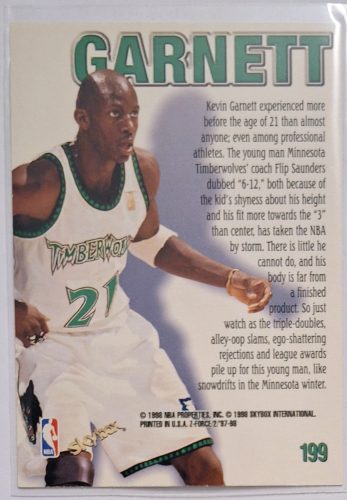 GARNETT
Kevin Garnett experienced more
before the age of 21 than almost
anyone; even among professional
athletes. The young man Minnesota
Timberwolves' coach Flip Saunders
dubbed "6-12," both because of
the kid's shyness about his height
and his fit more towards the "3"
than center, has taken the NBA
by storm. There is little he
cannot do, and his
body is far from
a finished
product. So just
watch as the triple-doubles,
alley-oop slams, ego-shattering
rejections and league awards
pile up for this young man, like
snowdrifts in the Minnesota winter.
TIMBERWOLV
21
NBA
SKYBOX
© 1998 NBA PROPERTIES, INC. © 1998 SKYBOX INTERNATIONAL.
PRINTED IN U.S.A. Z-FORCE 2/'97-98
199